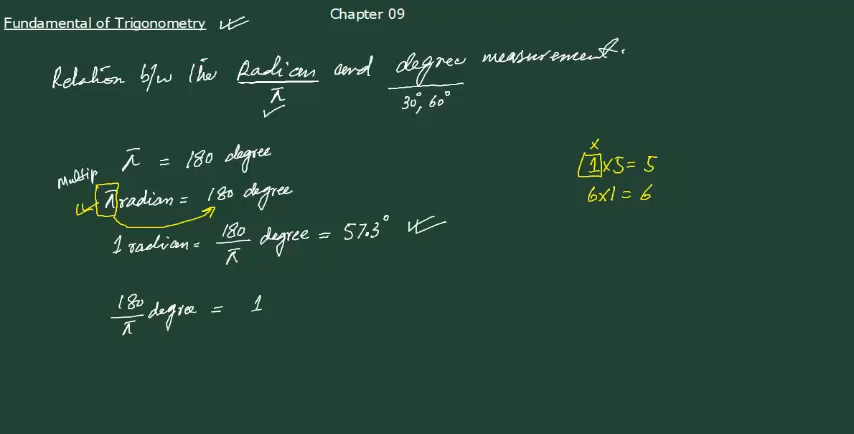 Chapter 09
Fundamental of Trigonometry
Relation b/w the Radian and degree measurement.
π
30°, 60°
π = 180 degree
Multip
π radian = 180 degree
1 radian = 180/π degree = 57.3°
180/π degree = 1
x
1 x 5 = 5
6 x 1 = 6